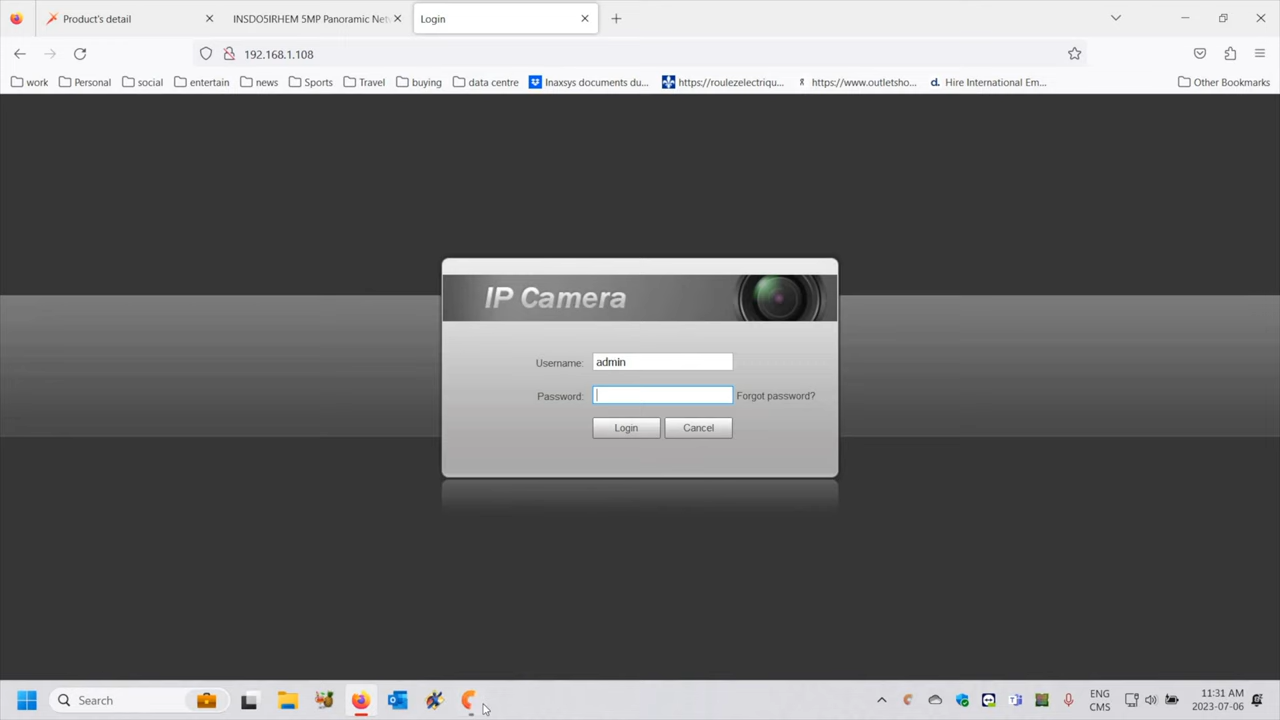 Product's detail
INSDO5IRHEM 5MP Panoramic Net
Login
192.168.1.108
work
Personal
social
entertain
news
Sports
Travel
buying
data centre
Inaxsys documents du...
https://roulezelectriqu...
https://www.outletsho...
d. Hire International Em...
Other Bookmarks
IP Camera
Username: admin
Password: Forgot password?
Login Cancel
Search
ENG
CMS
11:31 AM
2023-07-06